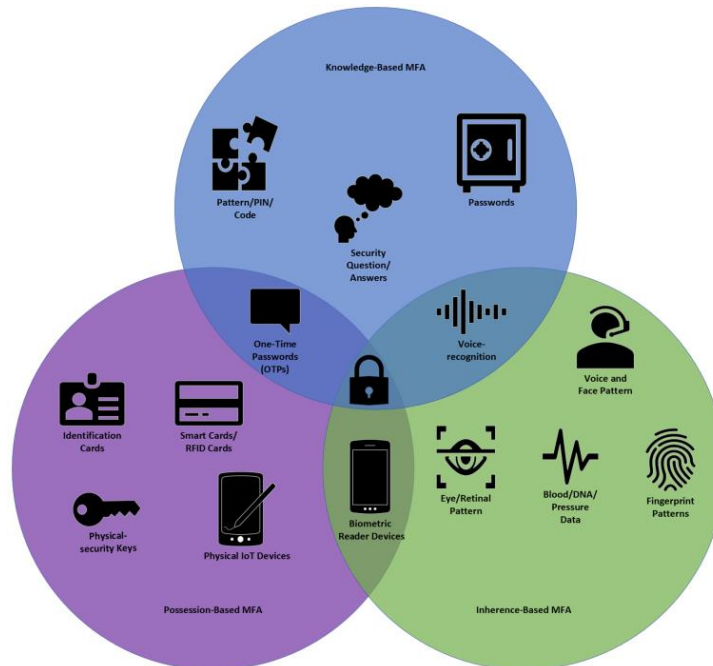 Knowledge-Based MFA
Pattern/PIN/
Code
Passwords
Security
Question/
Answers
One-Time
Passwords
(OTPs)
Voice-
recognition
Voice and
Face Pattern
Identification
Cards
Smart Cards/
RFID Cards
Eye/Retinal
Pattern
Blood/DNA/
Pressure
Data
Fingerprint
Patterns
Physical-
security Keys
Physical IoT Devices
Biometric
Reader Devices
Possession-Based MFA
Inherence-Based MFA